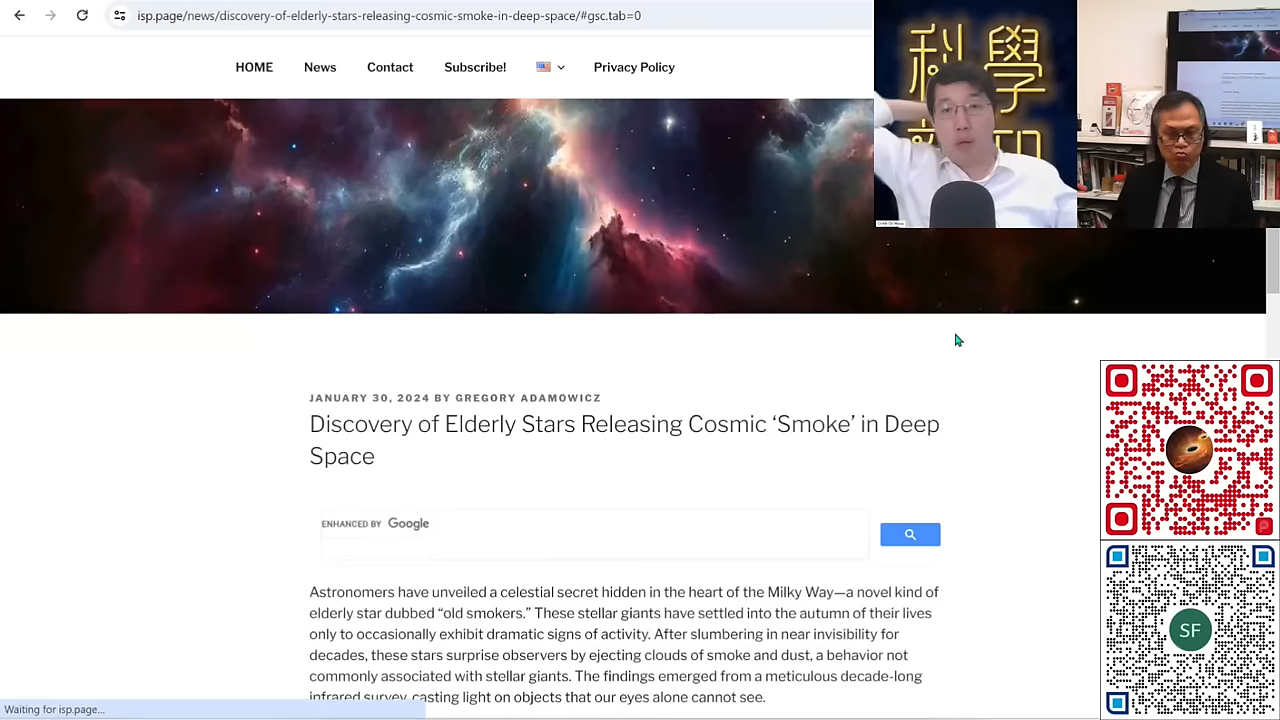 isp.page/news/discovery-of-elderly-stars-releasing-cosmic-smoke-in-deep-space/#gsc.tab=0
HOME News Contact Subscribe! Privacy Policy
科學
JANUARY 30, 2024 BY GREGORY ADAMOWICZ
Discovery of Elderly Stars Releasing Cosmic ‘Smoke’ in Deep
Space
ENHANCED BY Google
Astronomers have unveiled a celestial secret hidden in the heart of the Milky Way—a novel kind of
elderly star dubbed “old smokers.” These stellar giants have settled into the autumn of their lives
only to occasionally exhibit dramatic signs of activity. After slumbering in near invisibility for
decades, these stars surprise observers by ejecting clouds of smoke and dust, a behavior not
commonly associated with stellar giants. The findings emerged from a meticulous decade-long
infrared survey, casting light on objects that our eyes alone cannot see.
SF
Waiting for isp.page...